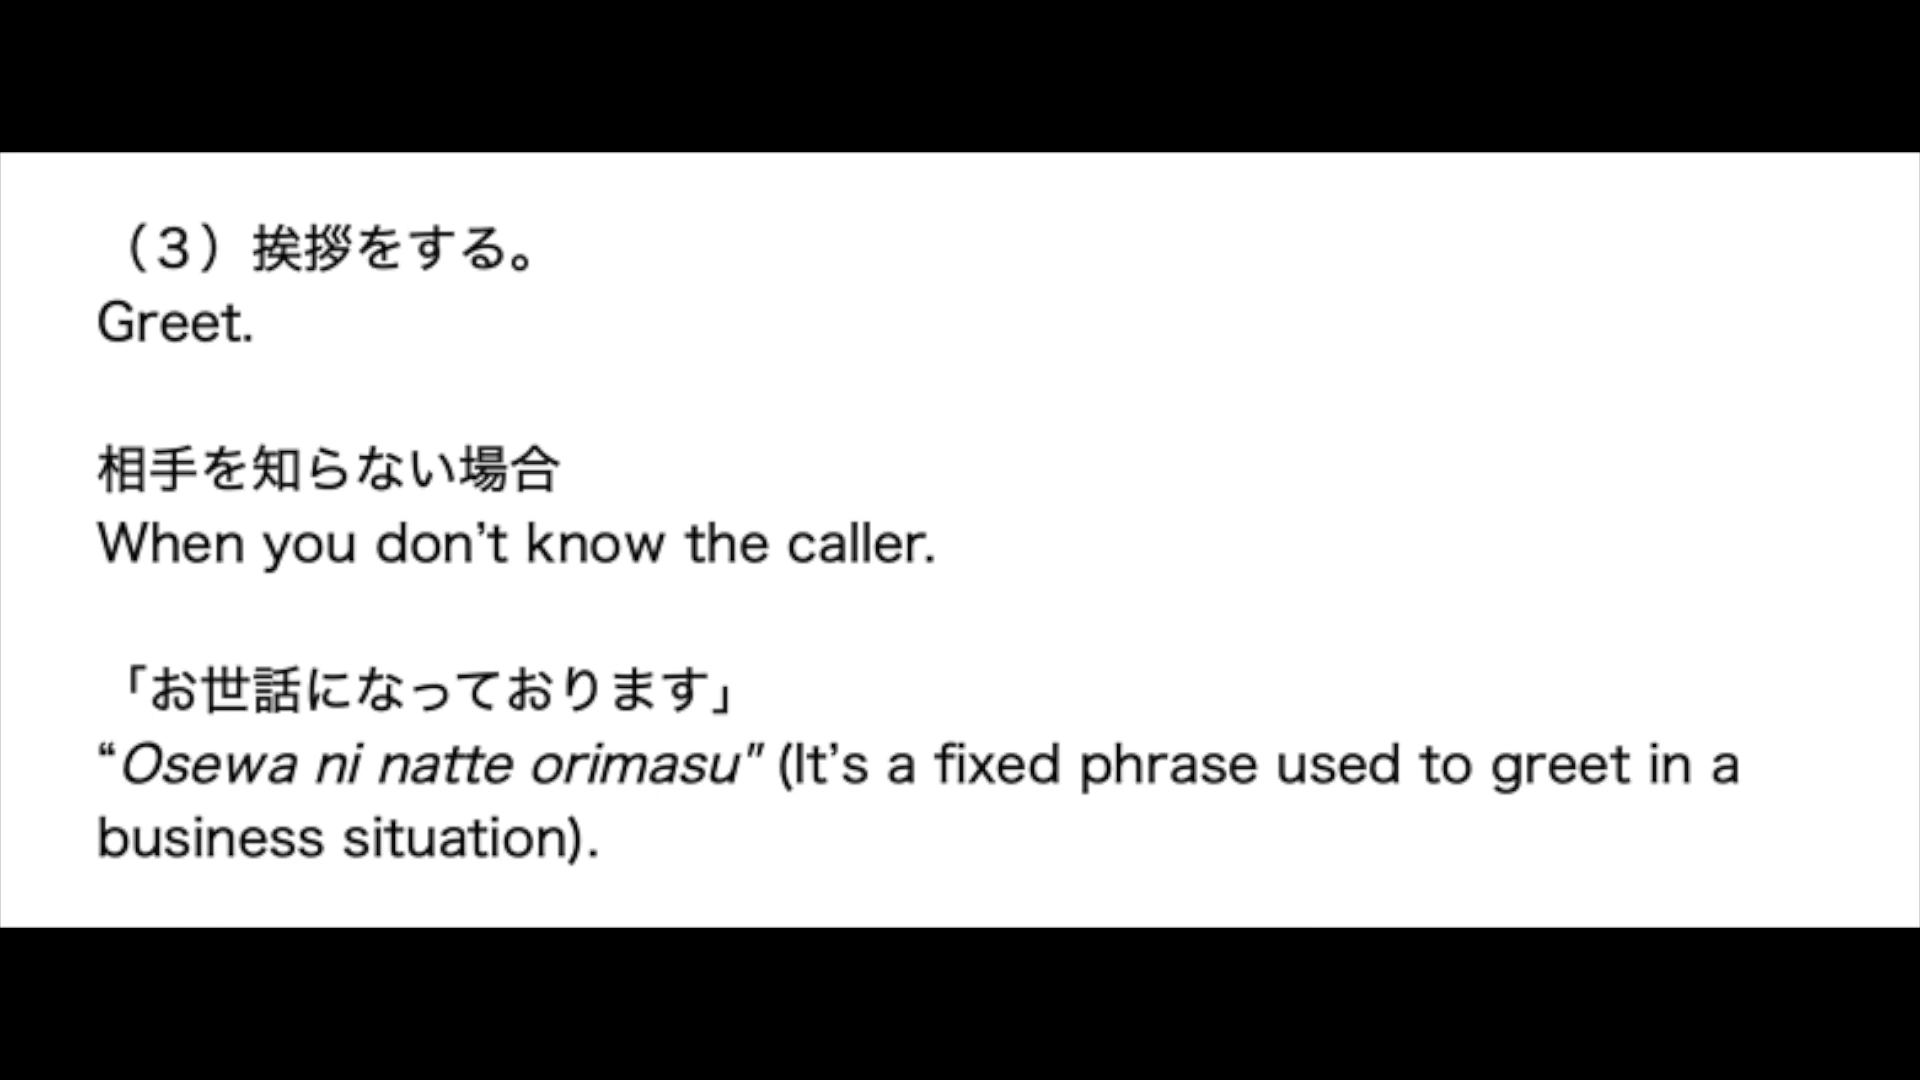 （３）挨拶をする。
Greet.
相手を知らない場合
When you don’t know the caller.
「お世話になっております」
“Osewa ni natte orimasu” (It’s a fixed phrase used to greet in a
business situation).